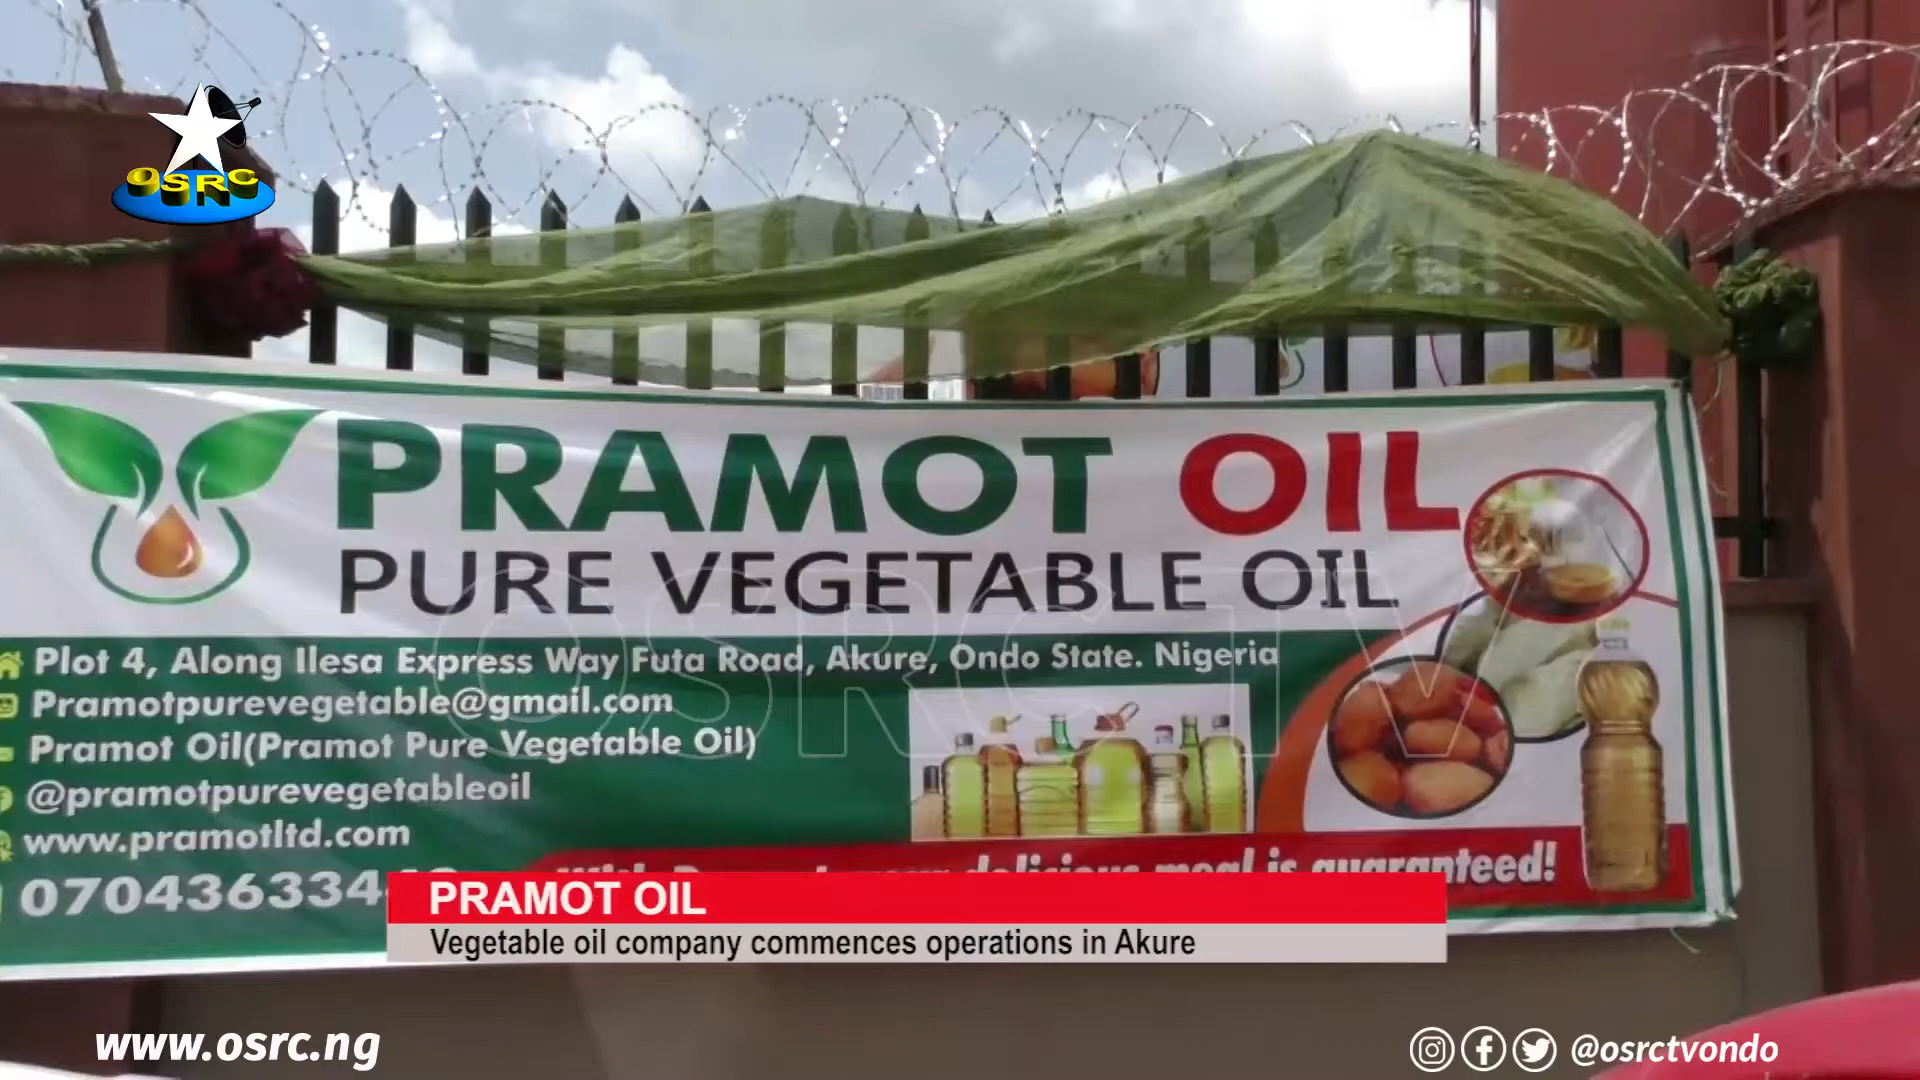 OSRC
PRAMOT OIL
PURE VEGETABLE OIL
Plot 4, Along Ilesa Express Way Futa Road, Akure, Ondo State. Nigeria
Pramotpurevegetable@gmail.com
Pramot Oil(Pramot Pure Vegetable Oil)
@pramotpurevegetableoil
www.pramotltd.com
070436334
delicious meal is guaranteed!
OSRCTV
PRAMOT OIL
Vegetable oil company commences operations in Akure
www.osrc.ng
@osrctvondo